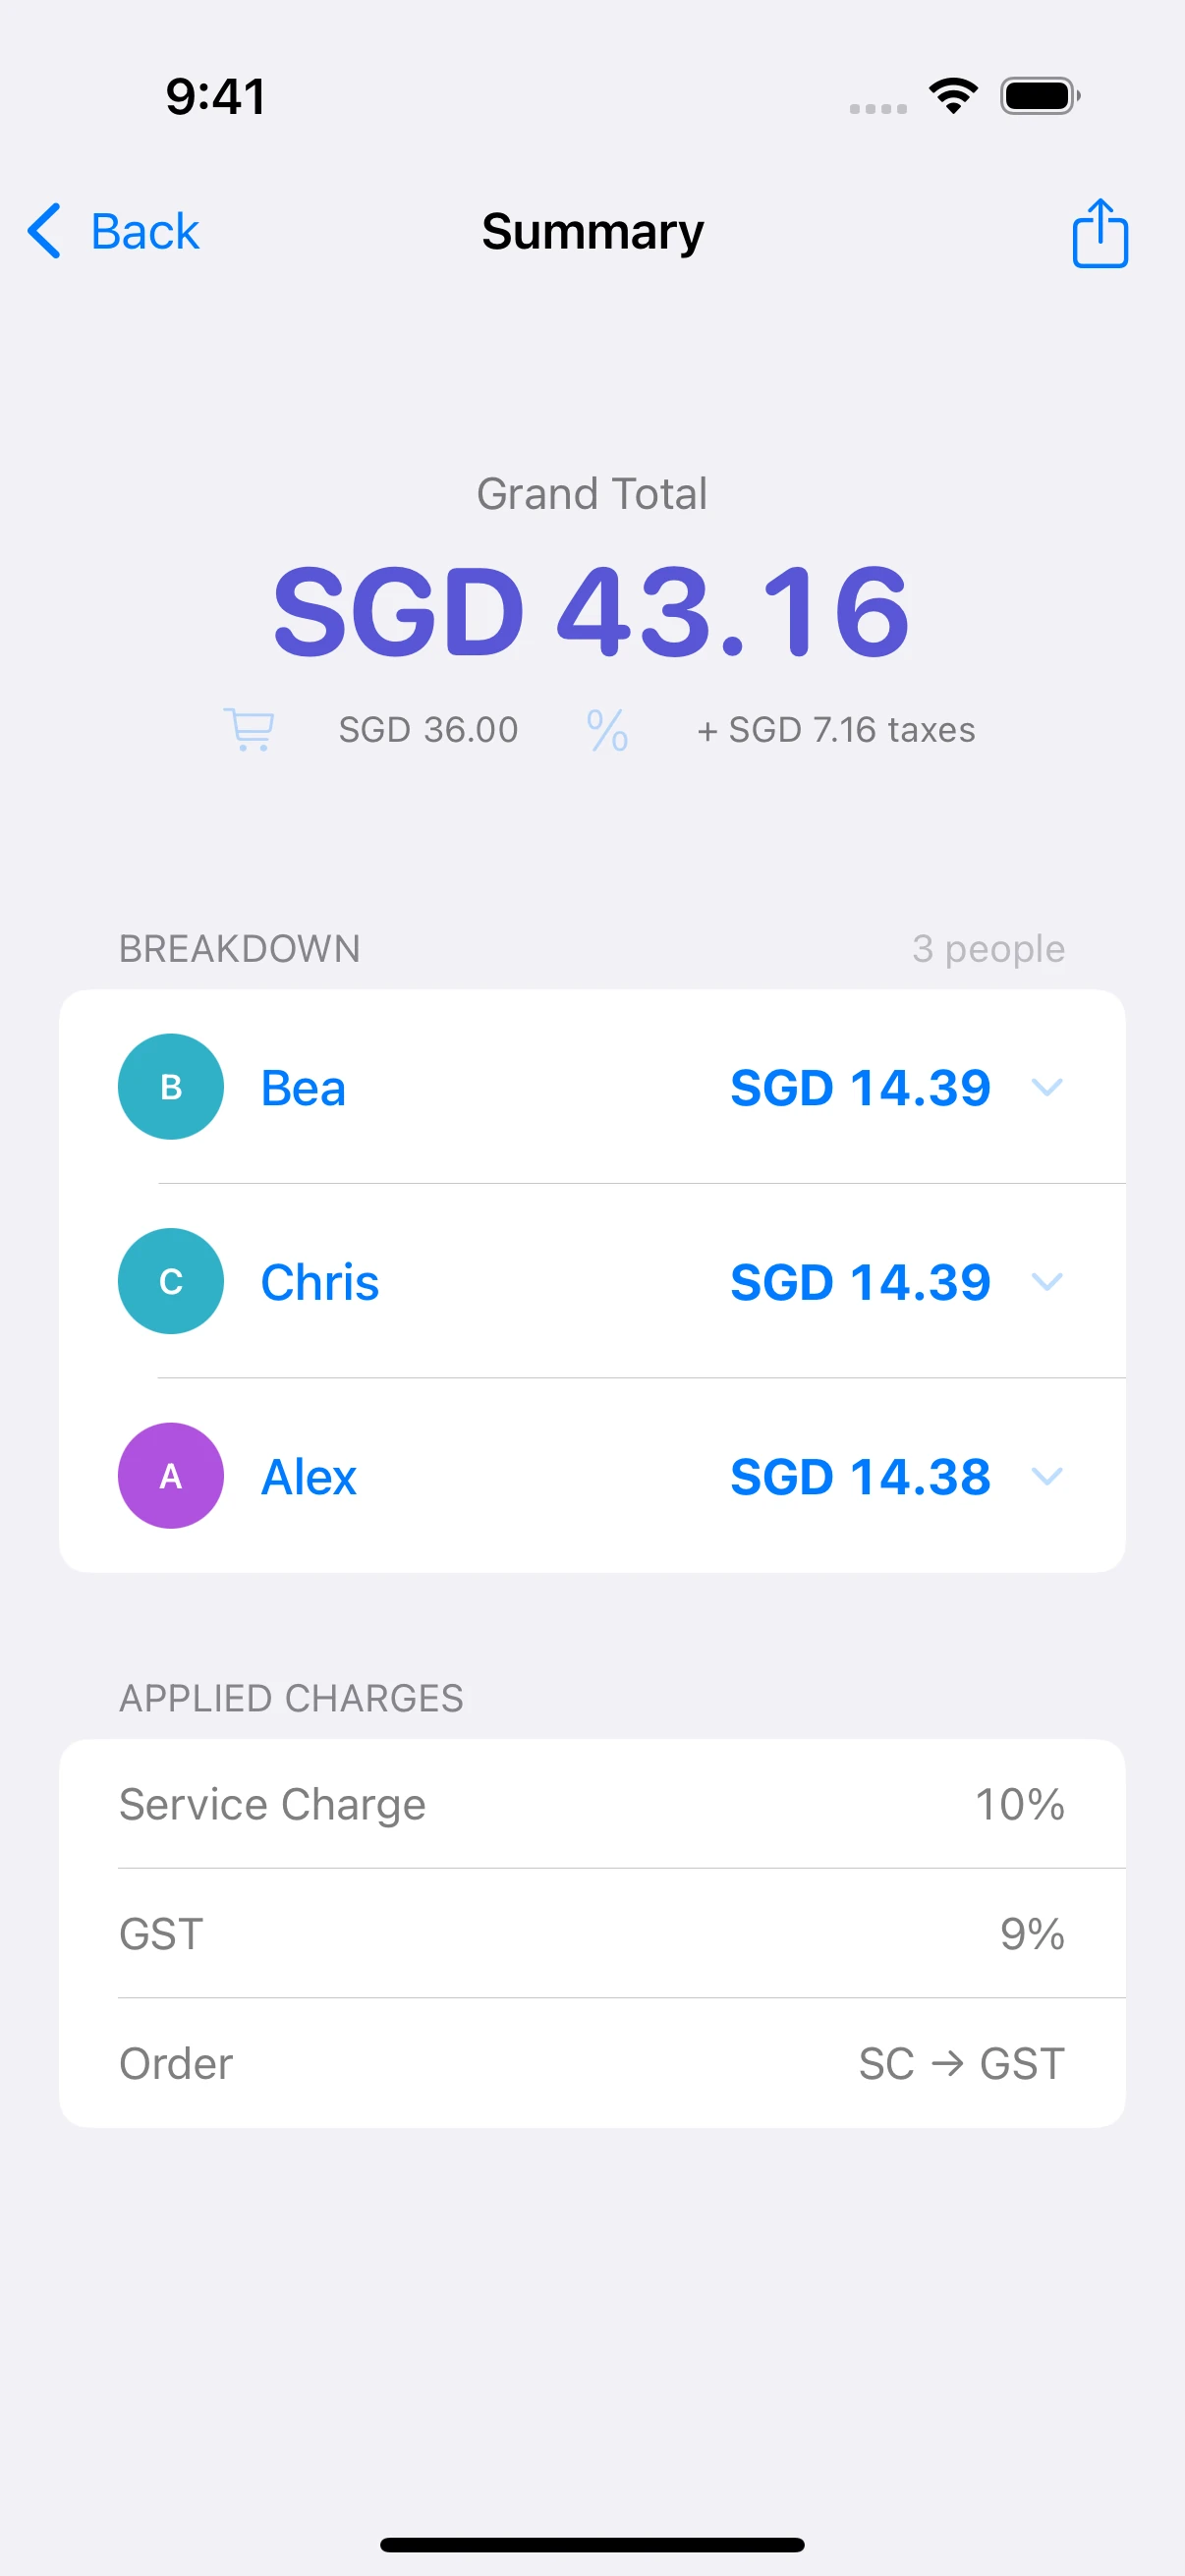 9:41
Back Summary
Grand Total
SGD 43.16
SGD 36.00 % + SGD 7.16 taxes
BREAKDOWN 3 people
B Bea SGD 14.39
C Chris SGD 14.39
A Alex SGD 14.38
APPLIED CHARGES
Service Charge 10%
GST 9%
Order SC → GST